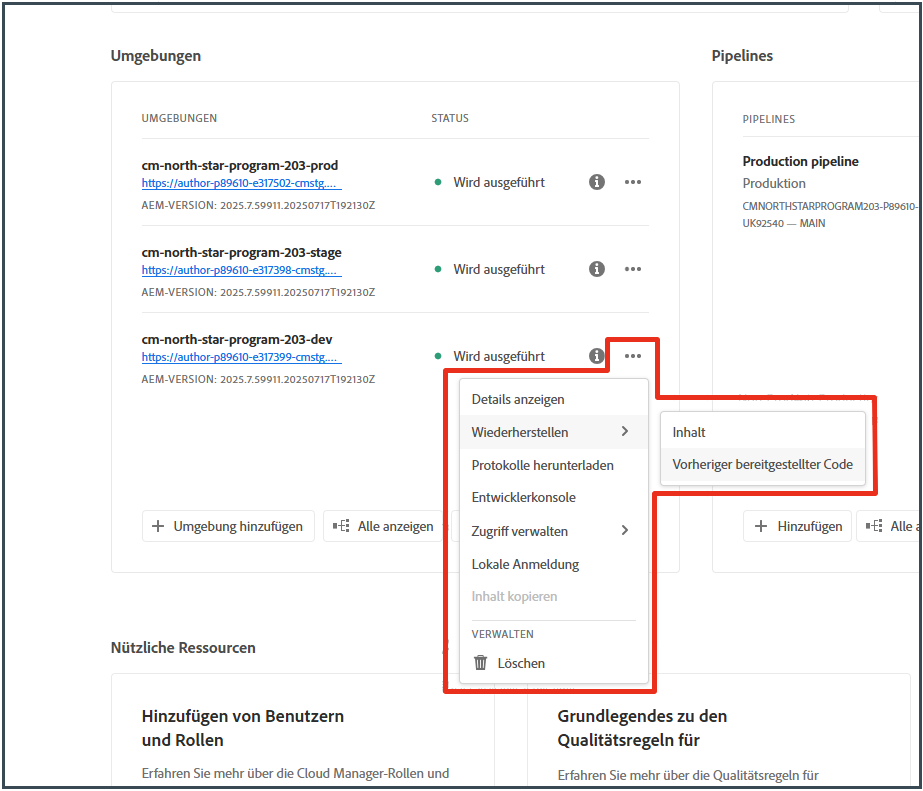 Umgebungen
UMGEBUNGEN
STATUS
cm-north-star-program-203-prod
https://author-p89610-e317502-cmstg....
Wird ausgeführt
AEM-VERSION: 2025.7.59911.20250717T192130Z
cm-north-star-program-203-stage
https://author-p89610-e317398-cmstg....
Wird ausgeführt
AEM-VERSION: 2025.7.59911.20250717T192130Z
cm-north-star-program-203-dev
https://author-p89610-e317399-cmstg....
Wird ausgeführt
AEM-VERSION: 2025.7.59911.20250717T192130Z
Details anzeigen
Wiederherstellen
Protokolle herunterladen
Entwicklerkonsole
Zugriff verwalten
Lokale Anmeldung
Inhalt kopieren
VERWALTEN
Löschen
Inhalt
Vorheriger bereitgestellter Code
Umgebung hinzufügen
Alle anzeigen
Pipelines
PIPELINES
Production pipeline
Produktion
CMNORTHSTARPROGRAM203-P89610-
UK92540 — MAIN
Hinzufügen
Alle a
Nützliche Ressourcen
Hinzufügen von Benutzern
und Rollen
Erfahren Sie mehr über die Cloud Manager-Rollen und
Grundlegendes zu den
Qualitätsregeln für
Erfahren Sie mehr über die Qualitätsregeln für